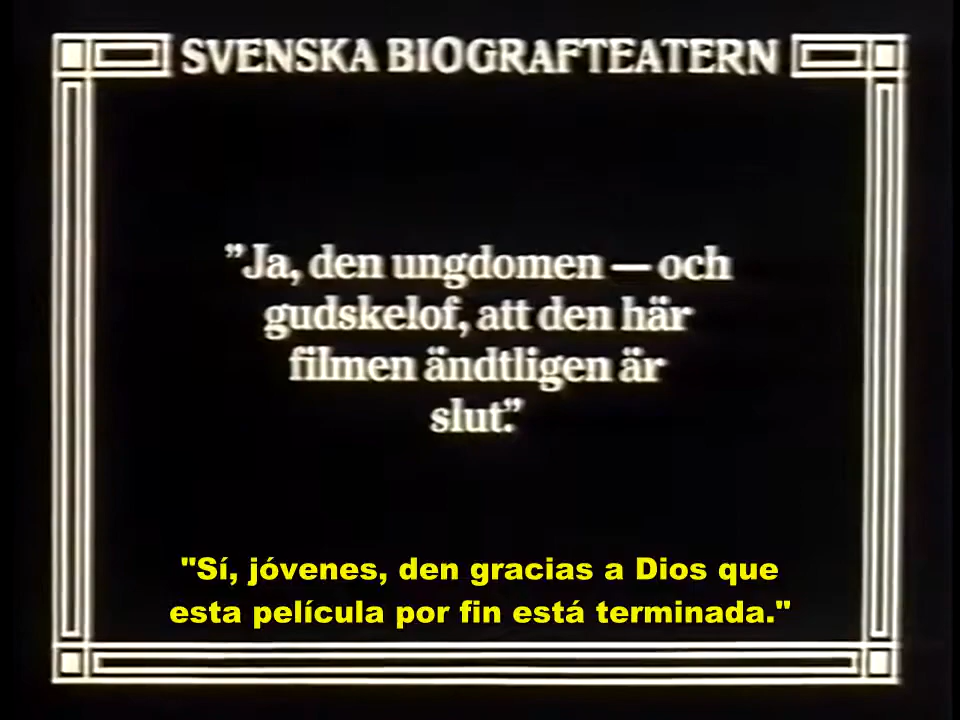 SVENSKA BIOGRAFTEATERN
”Ja, den ungdomen — och
gudskelof, att den här
filmen ändtligen är
slut.”
"Sí, jóvenes, den gracias a Dios que
esta película por fin está terminada."